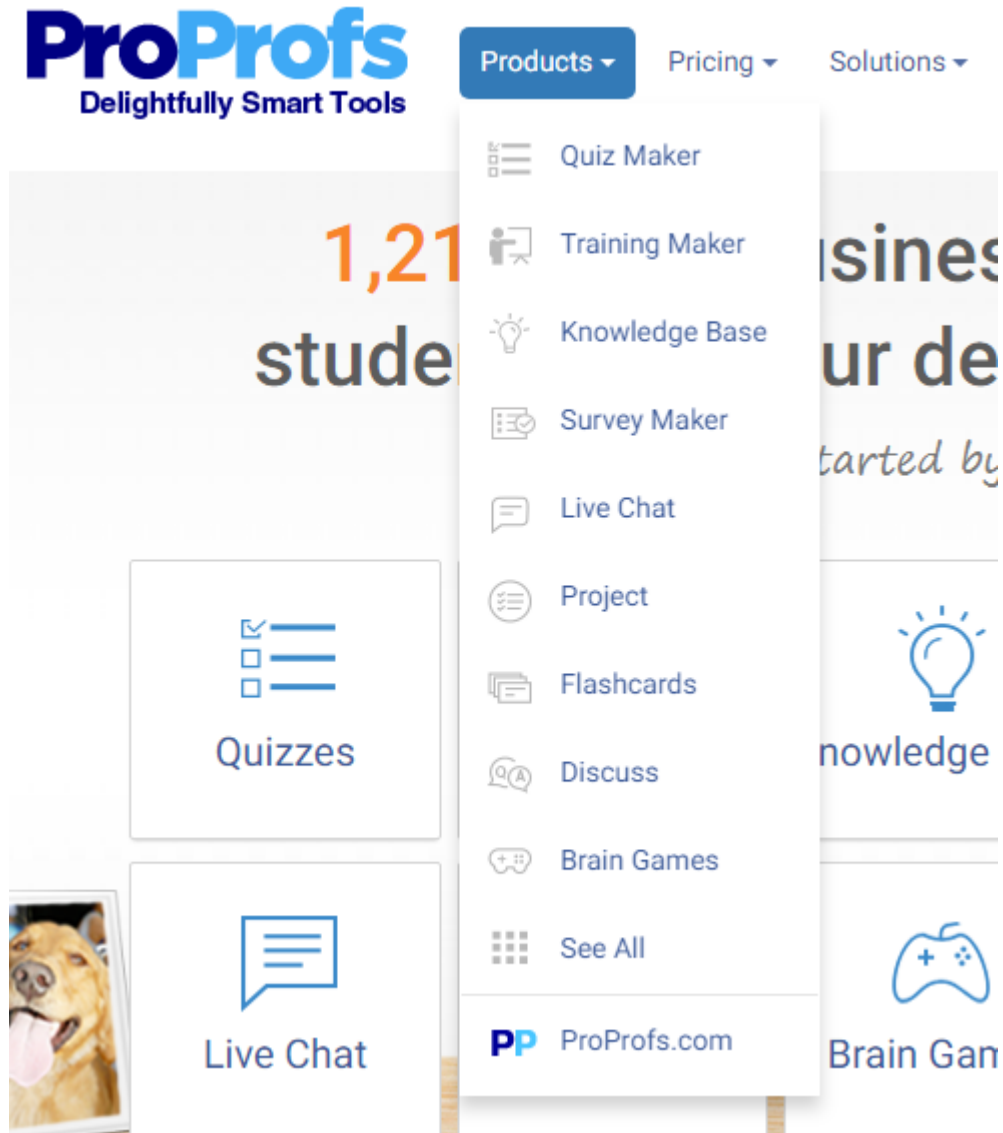 ProProfs
Delightfully Smart Tools
Products
Pricing
Solutions
Quiz Maker
Training Maker
Knowledge Base
Survey Maker
Live Chat
Project
Flashcards
Q A
Discuss
Brain Games
See All
PP ProProfs.com
Quizzes
Live Chat